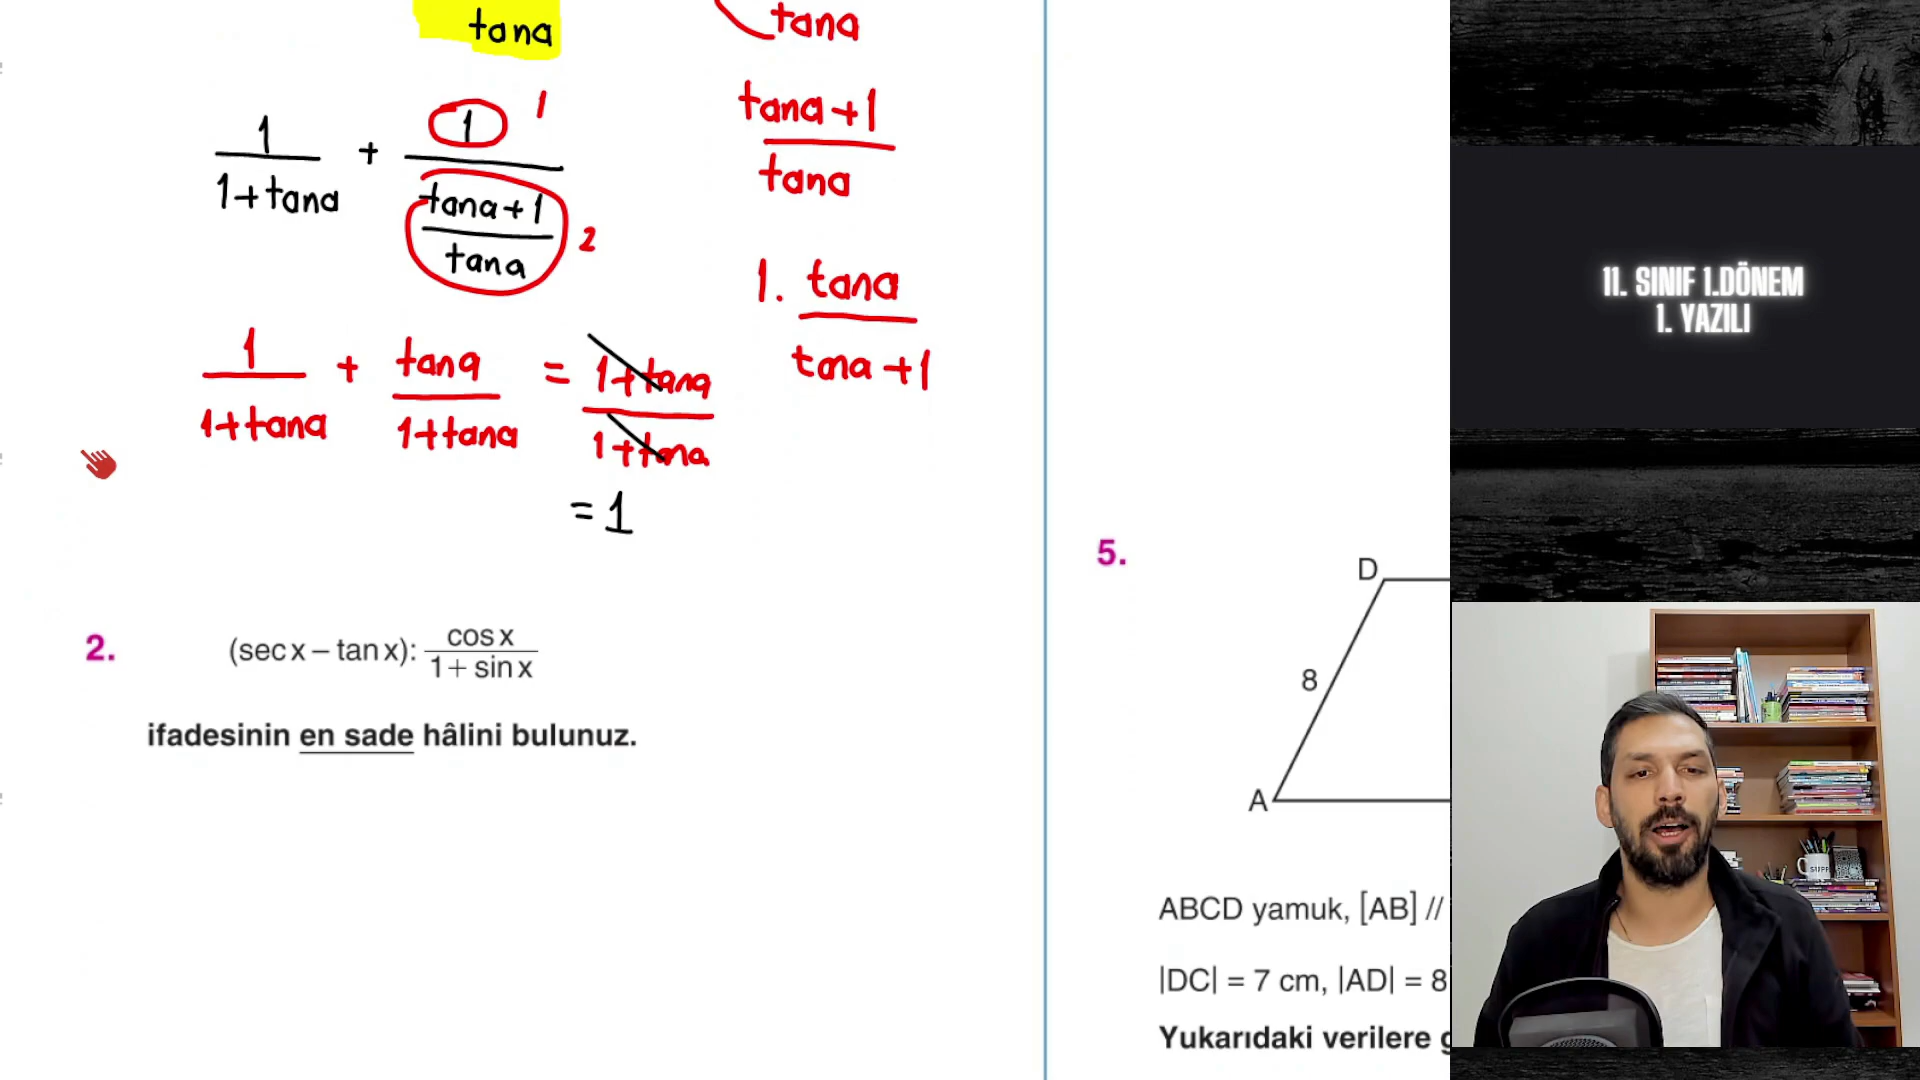 tana
tana
1
1+tana
+
1
1
tana+1
tana
2
tana+1
tana
1. tana
tana+1
1
1+tana
+
tana
1+tana
=
1+tana
1+tana
= 1
2.
(sec x – tan x): cos x
1+ sin x
ifadesinin en sade hâlini bulunuz.
5.
D
8
A
ABCD yamuk, [AB] //
|DC| = 7 cm, |AD| = 8
Yukarıdaki verilere
11. SINIF 1.DÖNEM
1. YAZILI